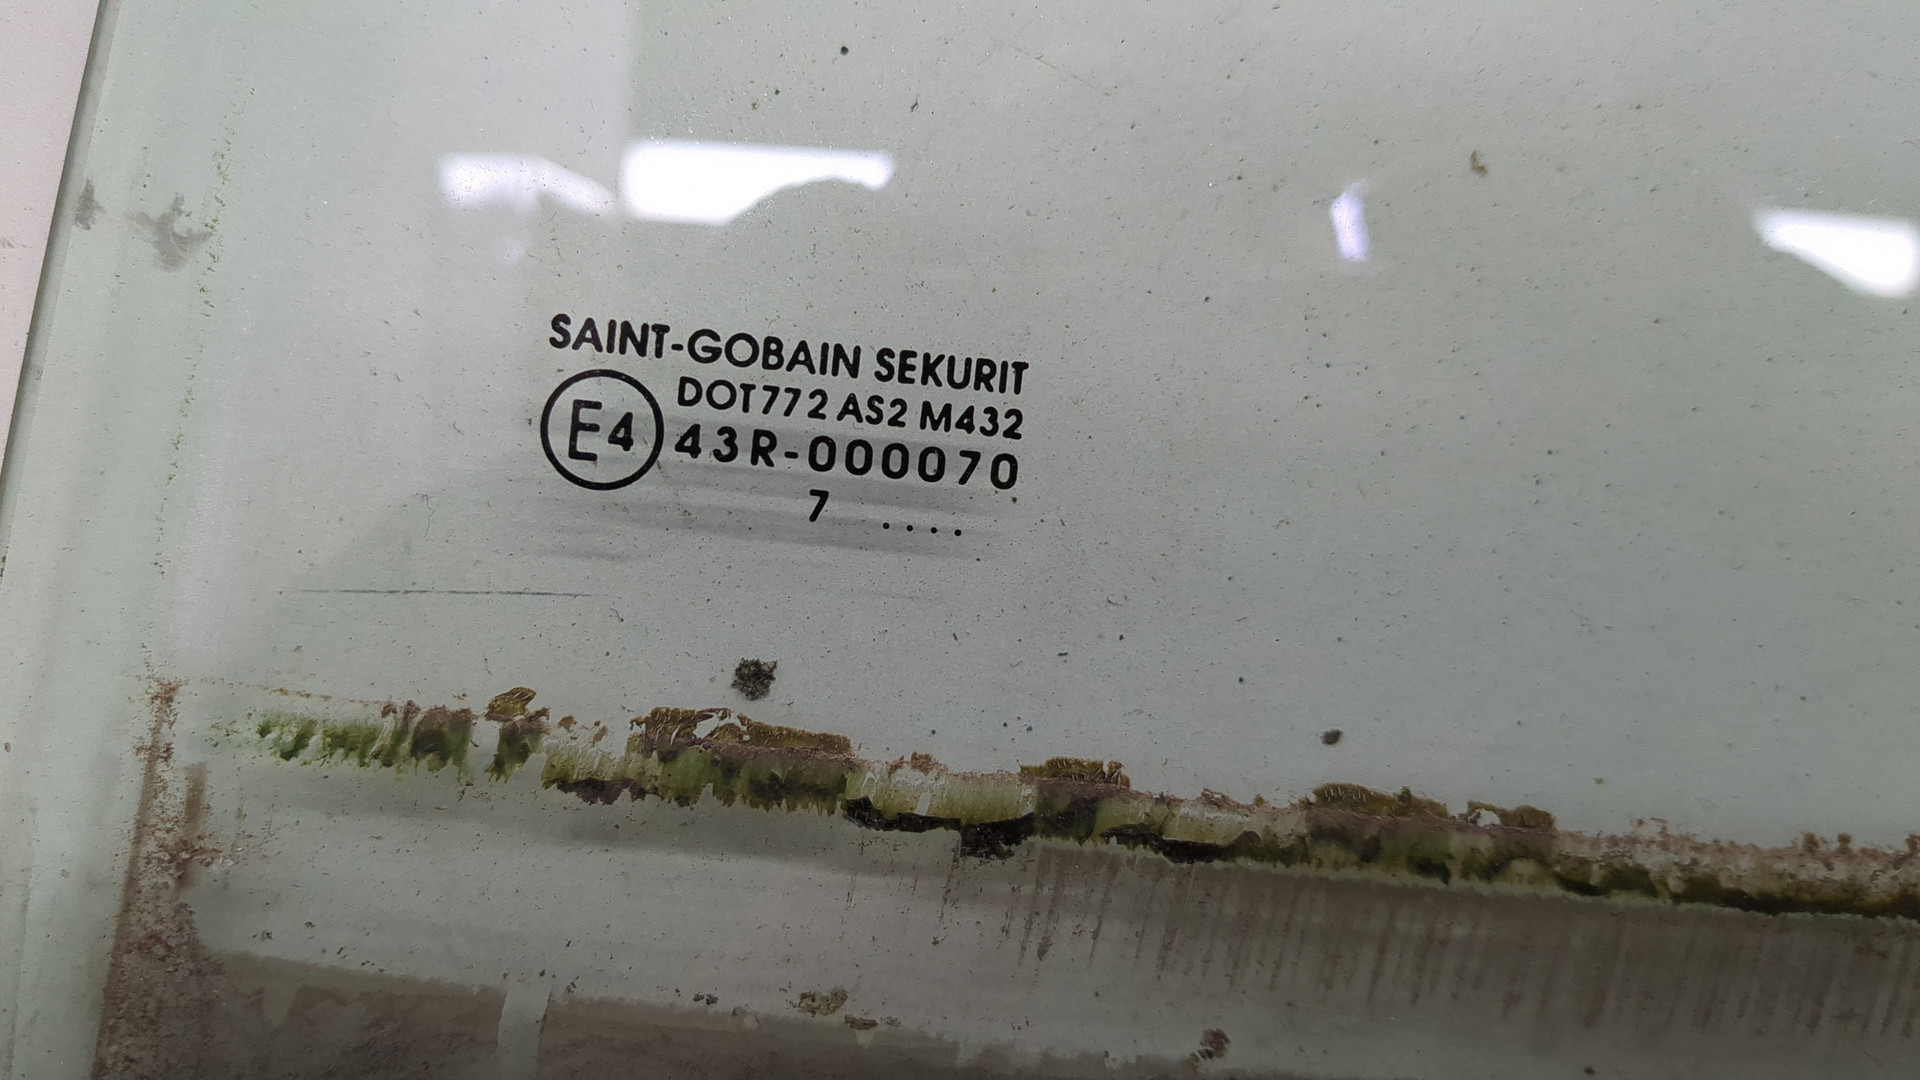 SAINT-GOBAIN SEKURIT
DOT772 AS2 M432
E4 43R-000070
7 ....